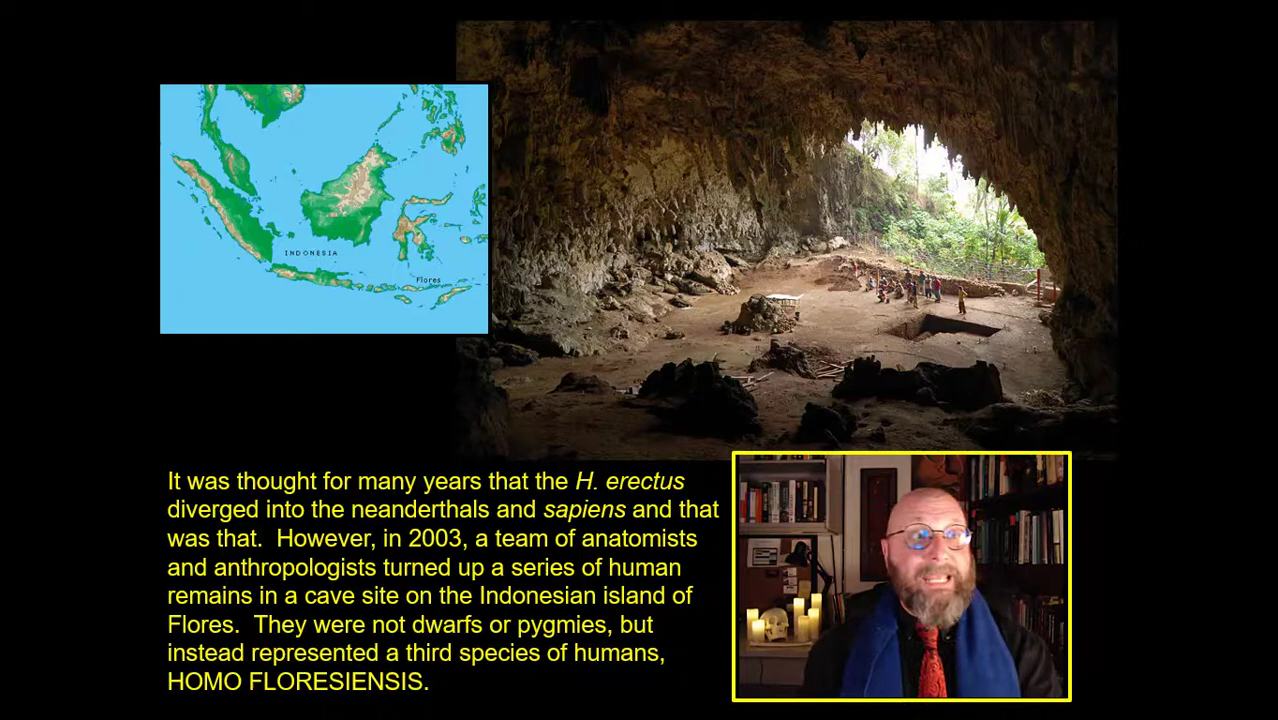 INDONESIA
Flores
It was thought for many years that the H. erectus
diverged into the neanderthals and sapiens and that
was that.  However, in 2003, a team of anatomists
and anthropologists turned up a series of human
remains in a cave site on the Indonesian island of
Flores.  They were not dwarfs or pygmies, but
instead represented a third species of humans,
HOMO FLORESIENSIS.